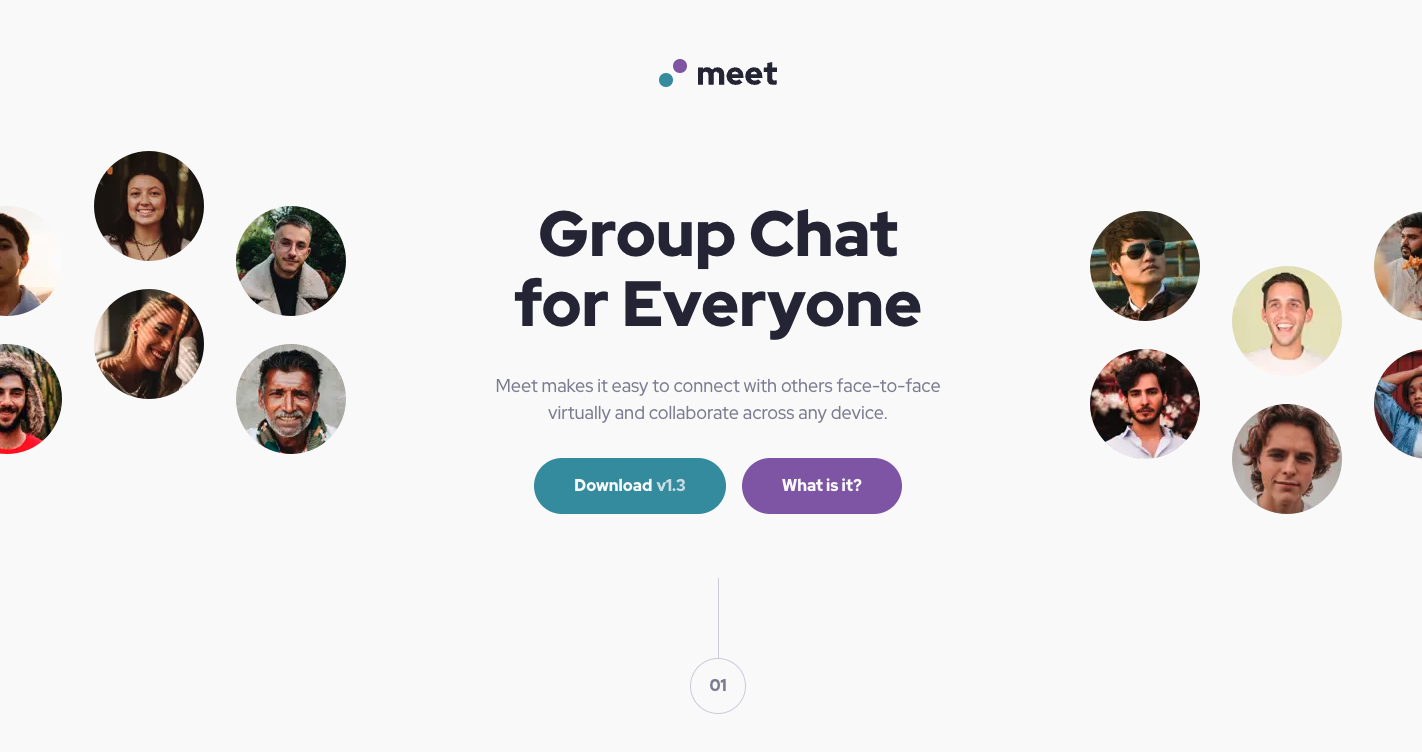 meet
Group Chat
for Everyone
Meet makes it easy to connect with others face-to-face
virtually and collaborate across any device.
Download v1.3
What is it?
01